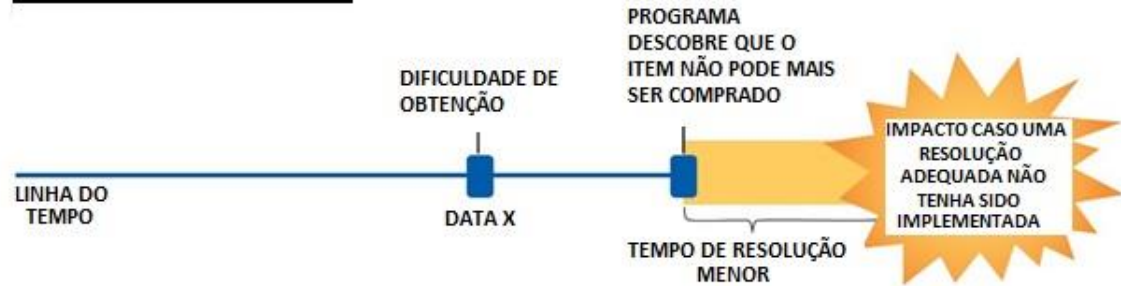 PROGRAMA
DESCOBRE QUE O
ITEM NÃO PODE MAIS
SER COMPRADO
DIFICULDADE DE
OBTENÇÃO
IMPACTO CASO UMA
RESOLUÇÃO
ADEQUADA NÃO
TENHA SIDO
IMPLEMENTADA
LINHA DO
TEMPO
DATA X
TEMPO DE RESOLUÇÃO
MENOR